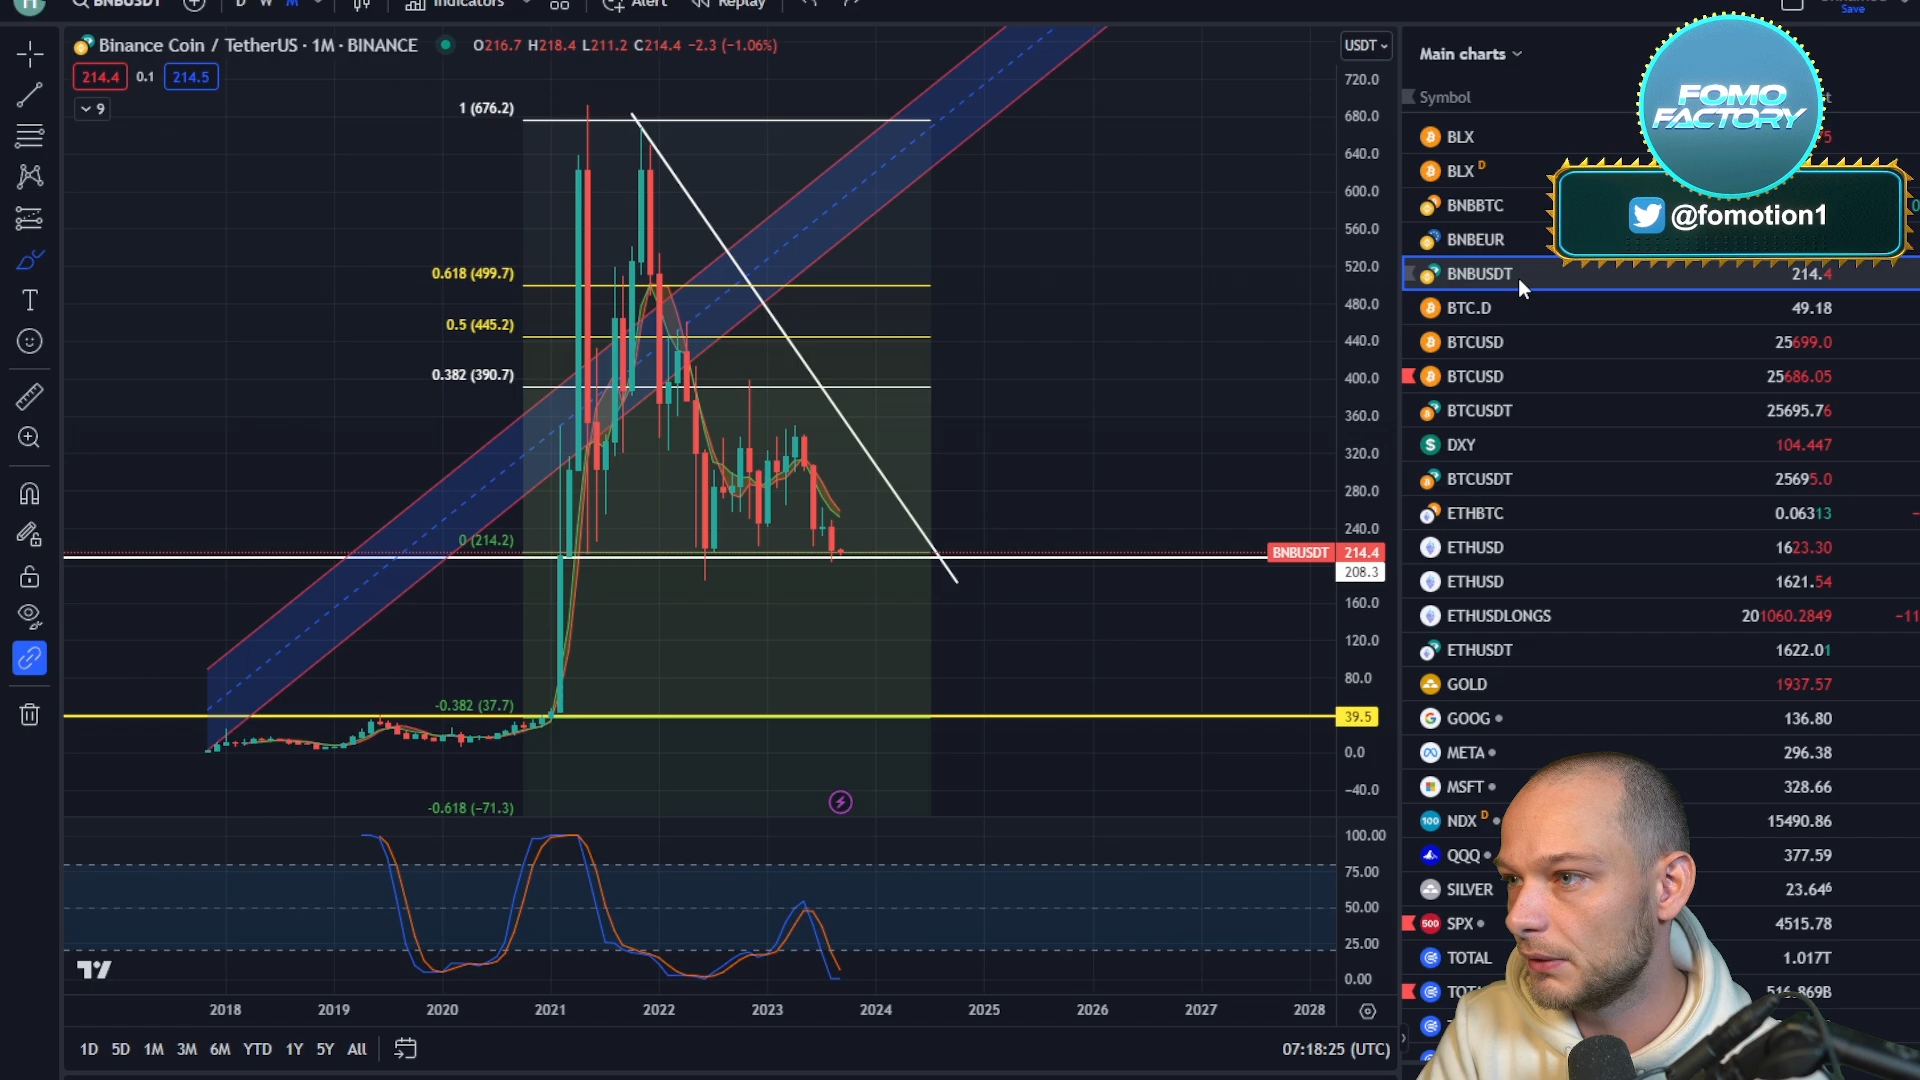 BNBUSDT
D W M
Indicators
Alert
Replay
Save
Binance Coin / TetherUS · 1M · BINANCE
O216.7 H218.4 L211.2 C214.4 −2.3 (−1.06%)
214.4 0.1 214.5
9
USDT
720.0
680.0
640.0
600.0
560.0
520.0
480.0
440.0
400.0
360.0
320.0
280.0
240.0
BNBUSDT 214.4
208.3
160.0
120.0
80.0
39.5
0.0
−40.0
1 (676.2)
0.618 (499.7)
0.5 (445.2)
0.382 (390.7)
0 (214.2)
-0.382 (37.7)
-0.618 (−71.3)
100.00
75.00
50.00
25.00
0.00
2018 2019 2020 2021 2022 2023 2024 2025 2026 2027 2028
1D 5D 1M 3M 6M YTD 1Y 5Y All
07:18:25 (UTC)
Main charts
Symbol
FOMO
FACTORY
@fomotion1
BLX
BLX D
BNBBTC
BNBEUR
BNBUSDT 214.4
BTC.D 49.18
BTCUSD 25699.0
BTCUSD 25686.05
BTCUSDT 25695.76
DXY 104.447
BTCUSDT 25695.0
ETHBTC 0.06313
ETHUSD 1623.30
ETHUSD 1621.54
ETHUSDLONGS 201060.2849 −11
ETHUSDT 1622.01
GOLD 1937.57
GOOG 136.80
META 296.38
MSFT 328.66
100 NDX D 15490.86
QQQ 377.59
SILVER 23.646
500 SPX 4515.78
TOTAL 1.017T
516.869B